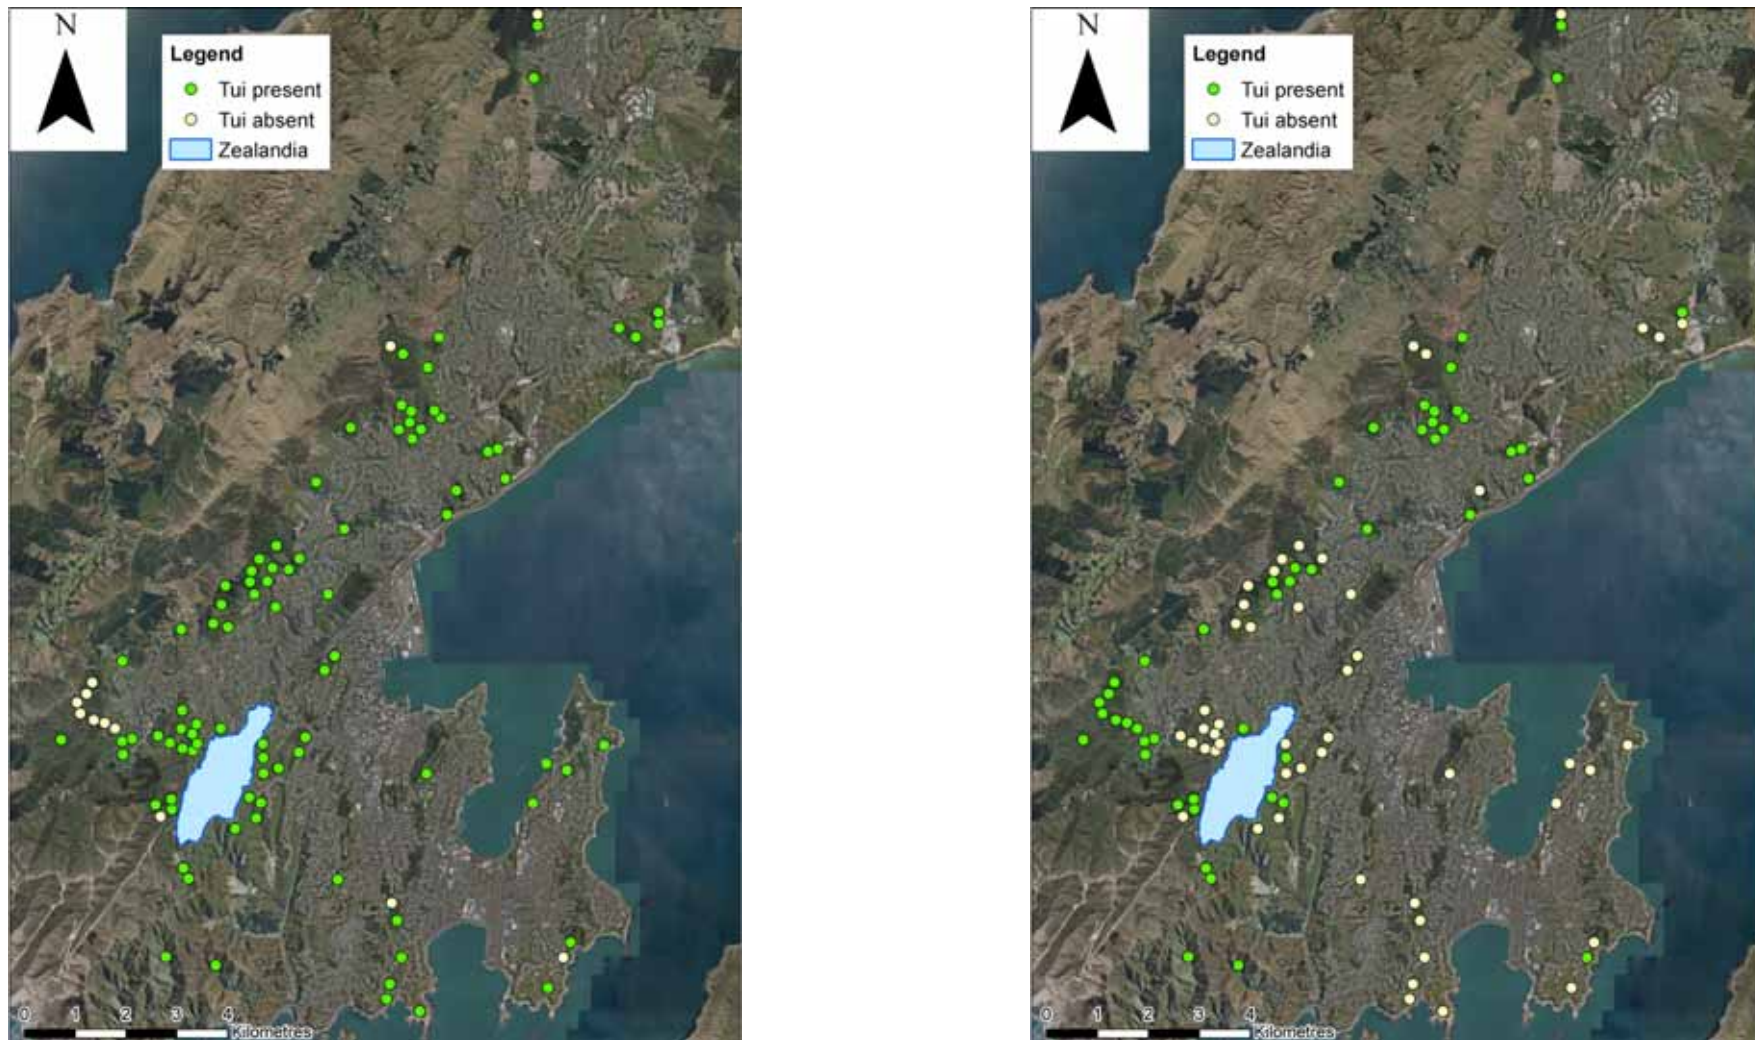 N
Legend
Tui present
Tui absent
Zealandia
0 1 2 3 4
Kilometres
N
Legend
Tui present
Tui absent
Zealandia
0 1 2 3 4
Kilometres